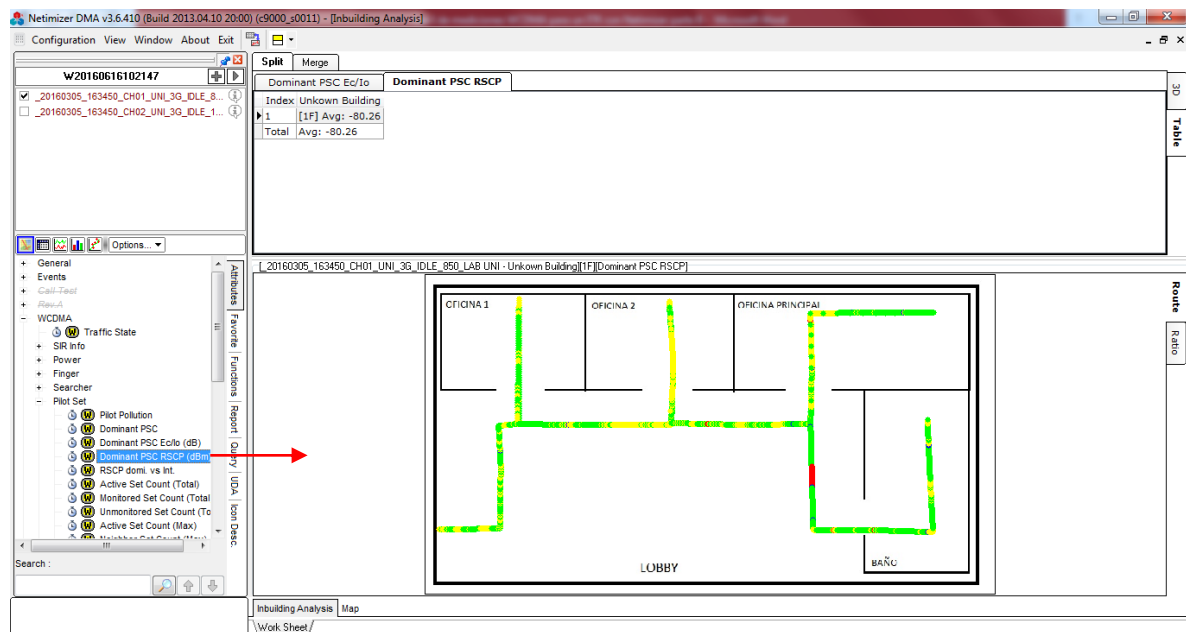 Netimizer DMA v3.6.410 (Build 2013.04.10 20:00) (c9000_s0011) - [Inbuilding Analysis]
Configuration View Window About Exit
W20160616102147
_20160305_163450_CH01_UNI_3G_IDLE_8...
_20160305_163450_CH02_UNI_3G_IDLE_1...
Options...
+ General
+ Events
+ Call Test
+ Rev.A
- WCDMA
W Traffic State
+ SIR Info
+ Power
+ Finger
+ Searcher
- Pilot Set
W Pilot Pollution
W Dominant PSC
W Dominant PSC Ec/Io (dB)
W Dominant PSC RSCP (dBm)
W RSCP domi. vs Int.
W Active Set Count (Total)
W Monitored Set Count (Total
W Unmonitored Set Count (To
W Active Set Count (Max)
Search :
Attributes
Favorite
Functions
Report
Query
UDA
Icon Desc.
Split Merge
Dominant PSC Ec/Io Dominant PSC RSCP
Index Unkown Building
1 [1F] Avg: -80.26
Total Avg: -80.26
3D
Table
[_20160305_163450_CH01_UNI_3G_IDLE_850_LAB UNI - Unkown Building][1F][Dominant PSC RSCP]
OFICINA 1 OFICINA 2 OFICINA PRINCIPAL
LOBBY
BAÑO
Route
Ratio
Inbuilding Analysis Map
Work Sheet